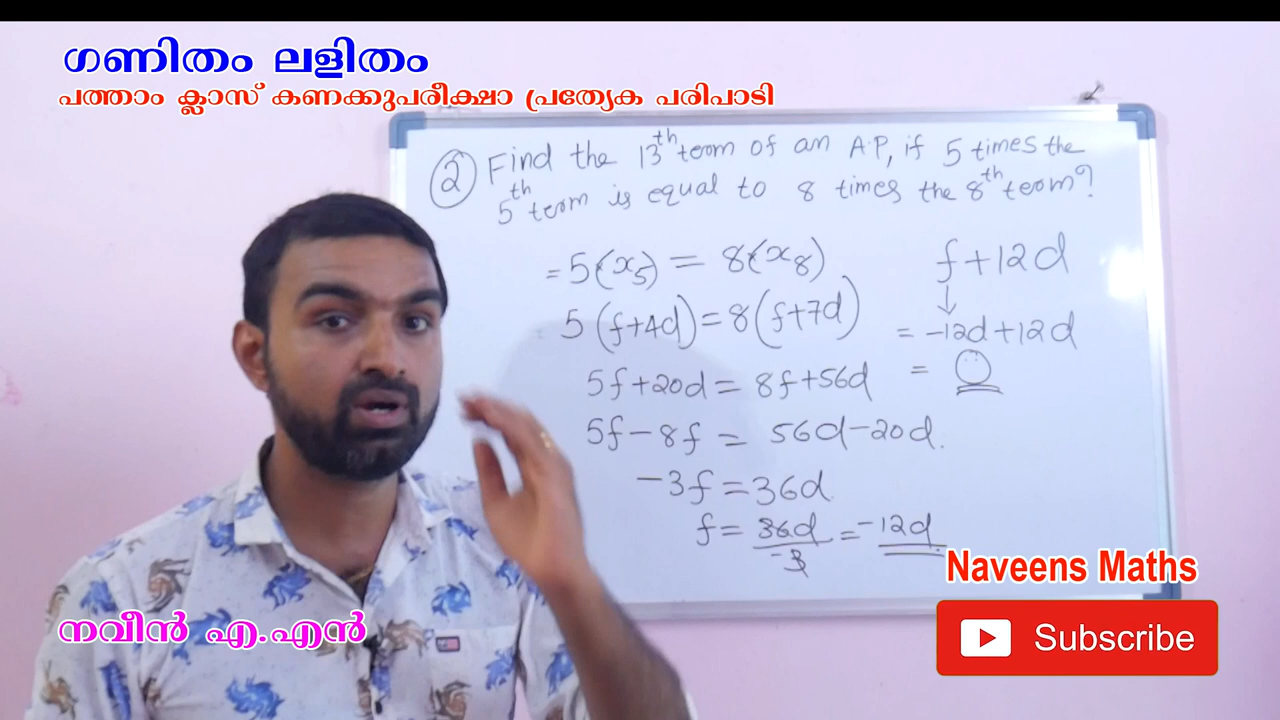 ഗണിതം ലളിതം
പത്താം ക്ലാസ് കണക്കുപരീക്ഷാ പ്രത്യേക പരിപാടി
② Find the 13th term of an A.P, if 5 times the
5th term is equal to 8 times the 8th term?
= 5(x₅) = 8(x₈)
5(f+4d) = 8(f+7d)
5f+20d = 8f+56d
5f-8f = 56d-20d.
-3f = 36d
f = 36d/-3 = -12d
f+12d
↓
= -12d+12d
= 0
Naveens Maths
Subscribe
നവീൻ എ.എൻ